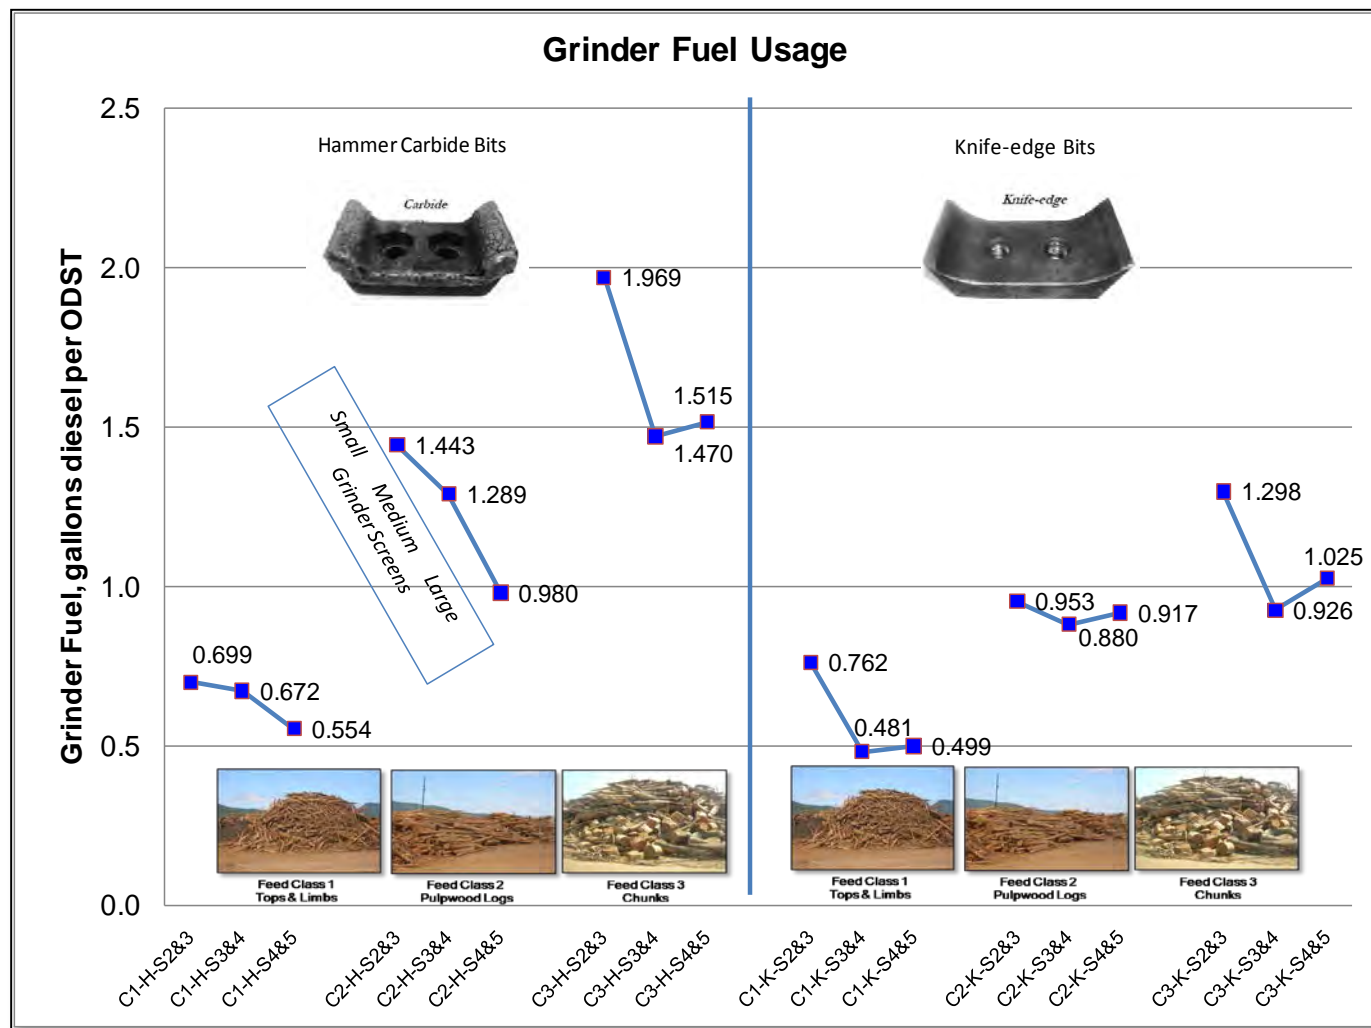 Grinder Fuel Usage
Grinder Fuel, gallons diesel per ODST
2.5
2.0
1.5
1.0
0.5
0.0
Hammer Carbide Bits
Carbide
Small Medium Large
Grinder Screens
0.699
0.672
0.554
1.443
1.289
0.980
1.969
1.470
1.515
Feed Class 1
Tops & Limbs
Feed Class 2
Pulpwood Logs
Feed Class 3
Chunks
Knife-edge Bits
Knife-edge
0.762
0.481
0.499
0.953
0.880
0.917
1.298
0.926
1.025
Feed Class 1
Tops & Limbs
Feed Class 2
Pulpwood Logs
Feed Class 3
Chunks
C1-H-S2&3
C1-H-S3&4
C1-H-S4&5
C2-H-S2&3
C2-H-S3&4
C2-H-S4&5
C3-H-S2&3
C3-H-S3&4
C3-H-S4&5
C1-K-S2&3
C1-K-S3&4
C1-K-S4&5
C2-K-S2&3
C2-K-S3&4
C2-K-S4&5
C3-K-S2&3
C3-K-S3&4
C3-K-S4&5